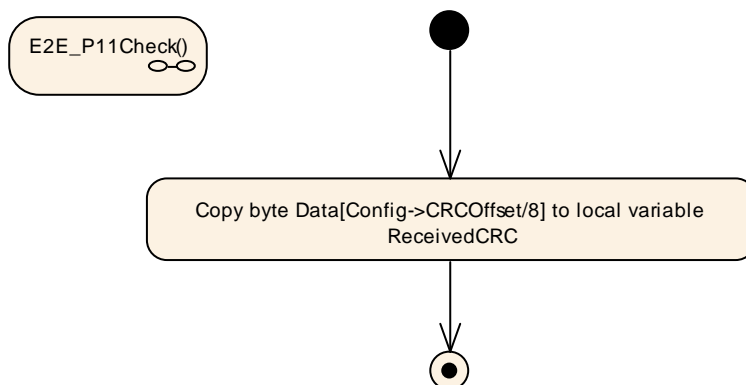 E2E_P11Check()
Copy byte Data[Config->CRCOffset/8] to local variable
ReceivedCRC